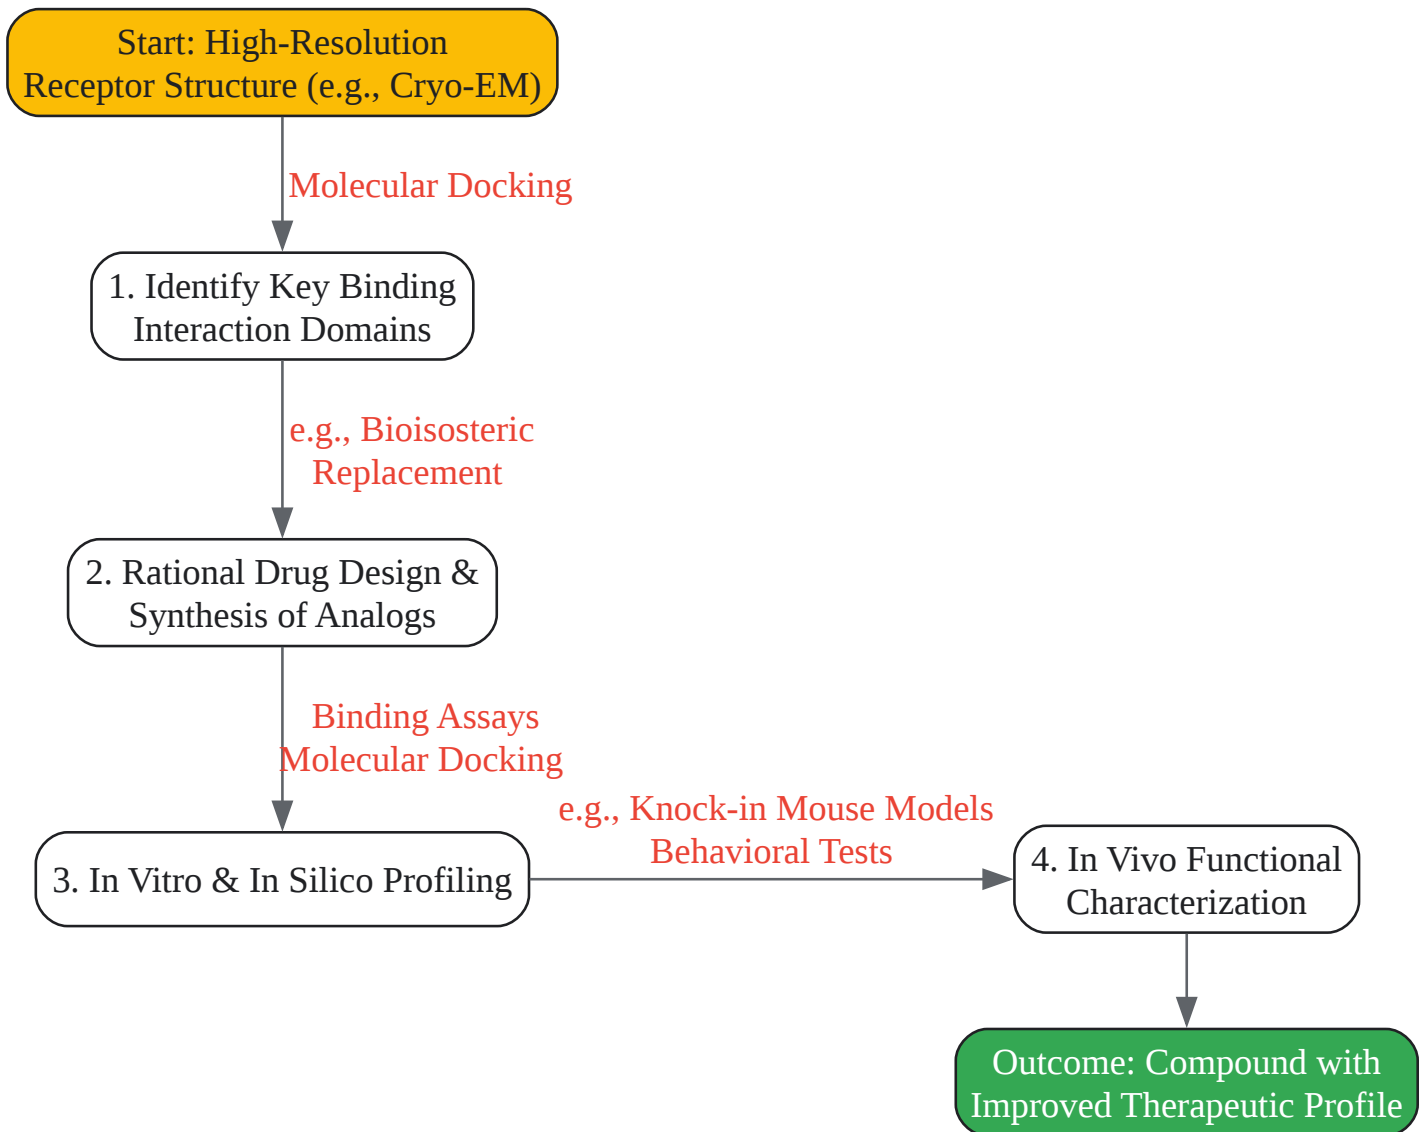 Start: High-Resolution
Receptor Structure (e.g., Cryo-EM)
Molecular Docking
1. Identify Key Binding
Interaction Domains
e.g., Bioisosteric
Replacement
2. Rational Drug Design &
Synthesis of Analogs
Binding Assays
Molecular Docking
3. In Vitro & In Silico Profiling
e.g., Knock-in Mouse Models
Behavioral Tests
4. In Vivo Functional
Characterization
Outcome: Compound with
Improved Therapeutic Profile